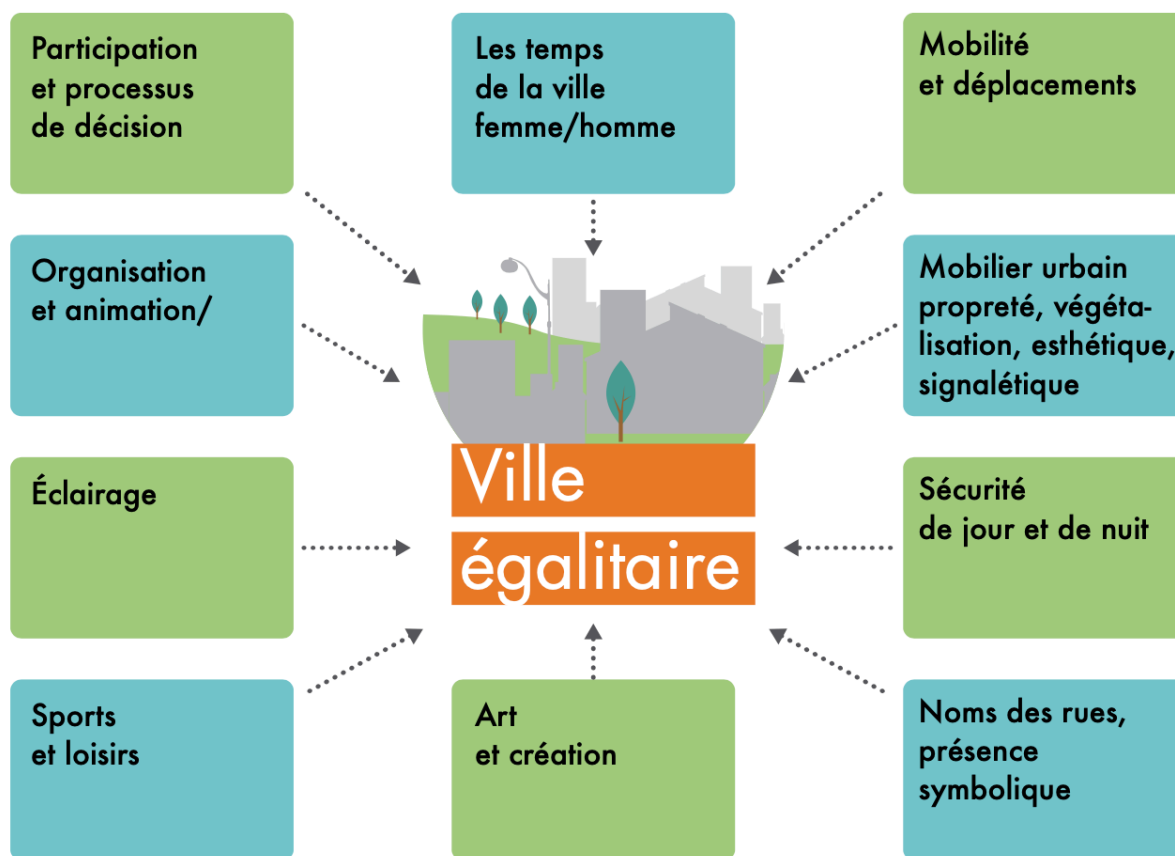 Participation
et processus
de décision
Les temps
de la ville
femme/homme
Mobilité
et déplacements
Organisation
et animation/
Mobilier urbain
propreté, végéta-
lisation, esthétique,
signalétique
Éclairage
Ville
égalitaire
Sécurité
de jour et de nuit
Sports
et loisirs
Art
et création
Noms des rues,
présence
symbolique